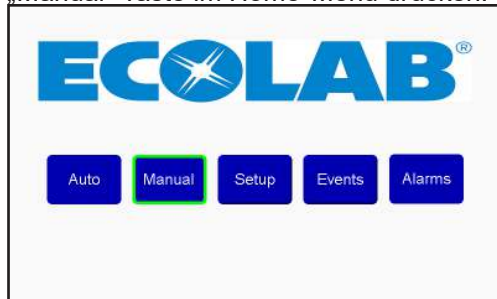 „Manual“-Taste im Home-Menü drücken.
ECOLAB®
Auto Manual Setup Events Alarms